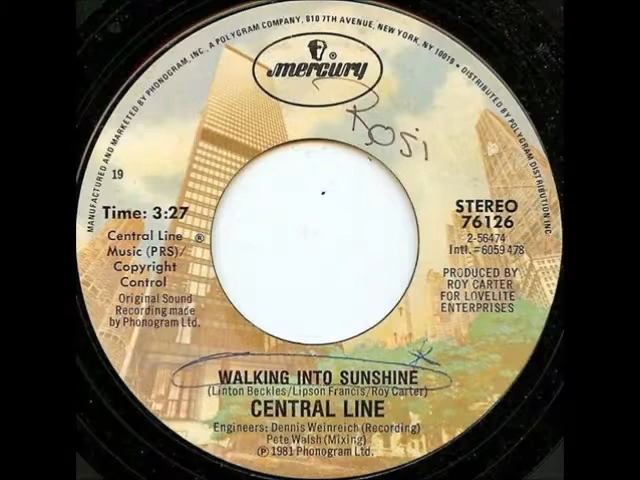 MANUFACTURED AND MARKETED BY PHONOGRAM, INC., A POLYGRAM COMPANY, 810 7TH AVENUE, NEW YORK, NY 10019 • DISTRIBUTED BY POLYGRAM DISTRIBUTION INC.
mercury ®
Rosi
19
Time: 3:27
Central Line ®
Music (PRS)/
Copyright
Control
Original Sound
Recording made
by Phonogram Ltd.
STEREO
76126
2-56474
Intl. = 6059 478
PRODUCED BY
ROY CARTER
FOR LOVELITE
ENTERPRISES
WALKING INTO SUNSHINE
(Linton Beckles/Lipson Francis/Roy Carter)
CENTRAL LINE
Engineers: Dennis Weinreich (Recording)
Pete Walsh (Mixing)
℗ 1981 Phonogram Ltd.